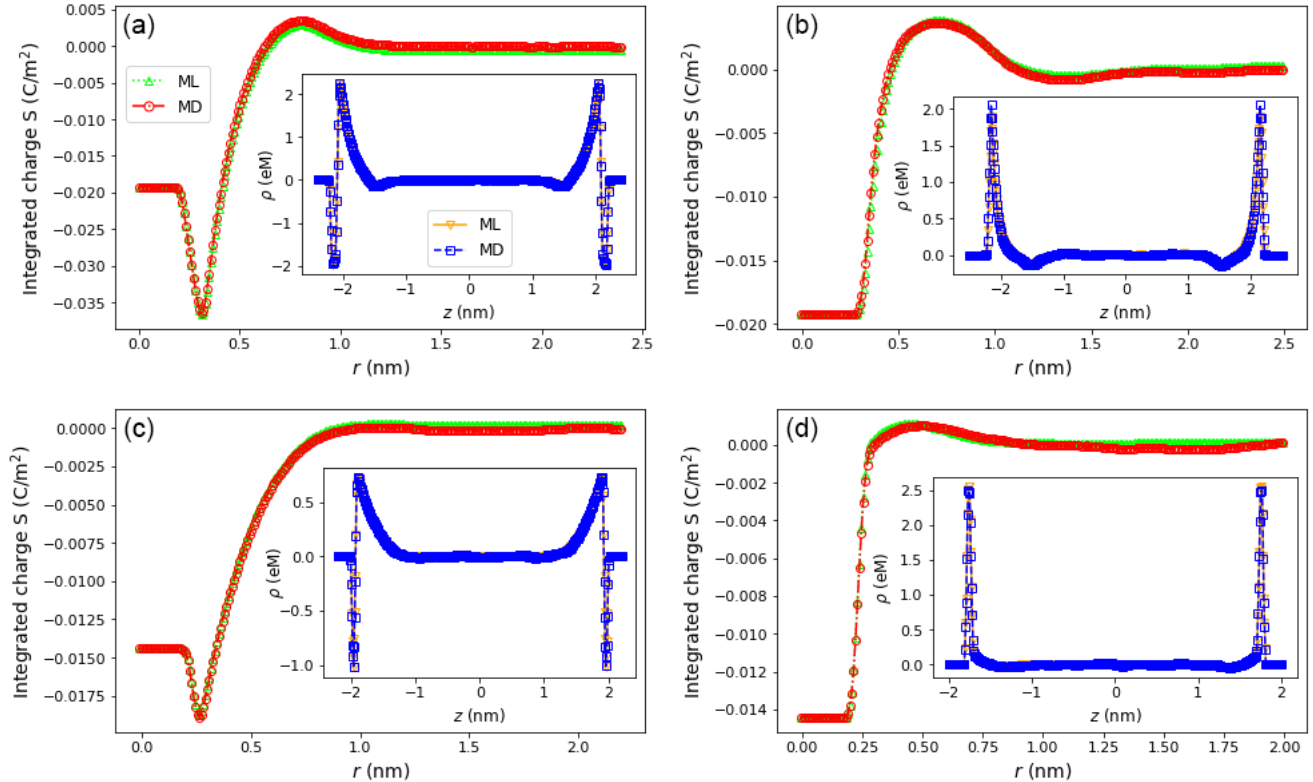 (a)
Integrated charge S (C/m²)
0.005
0.000
−0.005
−0.010
−0.015
−0.020
−0.025
−0.030
−0.035
ML
MD
0.0 0.5 1.0 1.5 2.0 2.5
r (nm)
ρ (eM)
2
1
0
−1
−2
ML
MD
−2 −1 0 1 2
z (nm)
(b)
Integrated charge S (C/m²)
0.000
−0.005
−0.010
−0.015
−0.020
0.0 0.5 1.0 1.5 2.0 2.5
r (nm)
ρ (eM)
2.0
1.5
1.0
0.5
0.0
−2 −1 0 1 2
z (nm)
(c)
Integrated charge S (C/m²)
0.0000
−0.0025
−0.0050
−0.0075
−0.0100
−0.0125
−0.0150
−0.0175
0.0 0.5 1.0 1.5 2.0
r (nm)
ρ (eM)
0.5
0.0
−0.5
−1.0
−2 −1 0 1 2
z (nm)
(d)
Integrated charge S (C/m²)
0.000
−0.002
−0.004
−0.006
−0.008
−0.010
−0.012
−0.014
0.00 0.25 0.50 0.75 1.00 1.25 1.50 1.75 2.00
r (nm)
ρ (eM)
2.5
2.0
1.5
1.0
0.5
0.0
−2 −1 0 1 2
z (nm)